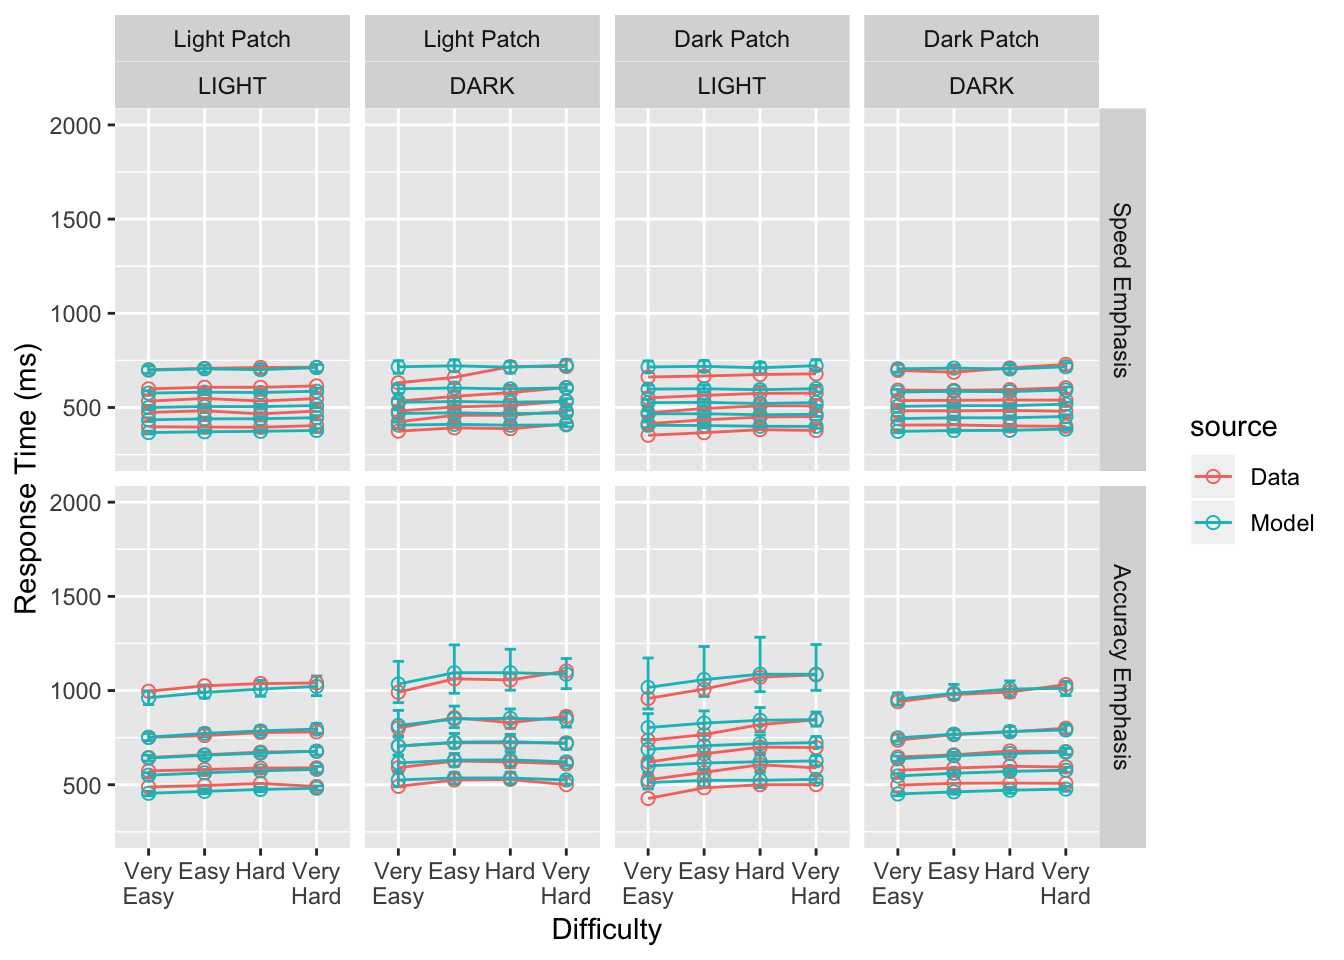 Light Patch
Light Patch
Dark Patch
Dark Patch
LIGHT
DARK
LIGHT
DARK
2000
1500
1000
500
Speed Emphasis
2000
1500
1000
500
Accuracy Emphasis
Response Time (ms)
Very Easy
Easy
Hard
Very Hard
Very Easy
Easy
Hard
Very Hard
Very Easy
Easy
Hard
Very Hard
Very Easy
Easy
Hard
Very Hard
Difficulty
source
Data
Model